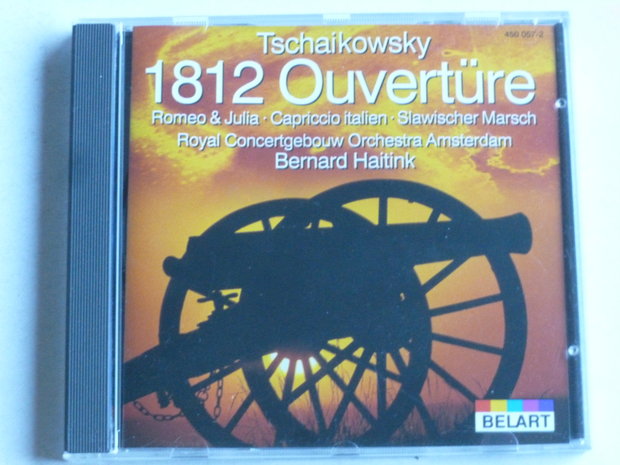 450 057-2
Tschaikowsky
1812 Ouvertüre
Romeo & Julia · Capriccio italien · Slawischer Marsch
Royal Concertgebouw Orchestra Amsterdam
Bernard Haitink
BELART